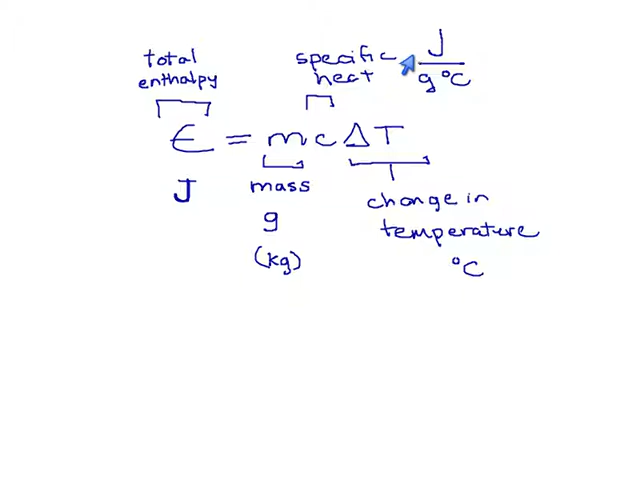 total
enthalpy
specific
heat
J
g °C
E = mcΔT
J
mass
g
(kg)
change in
temperature
°C